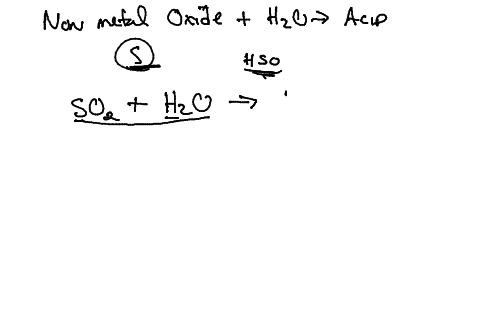 Non metal Oxide + H₂O → Acid
S HSO
SO₂ + H₂O →